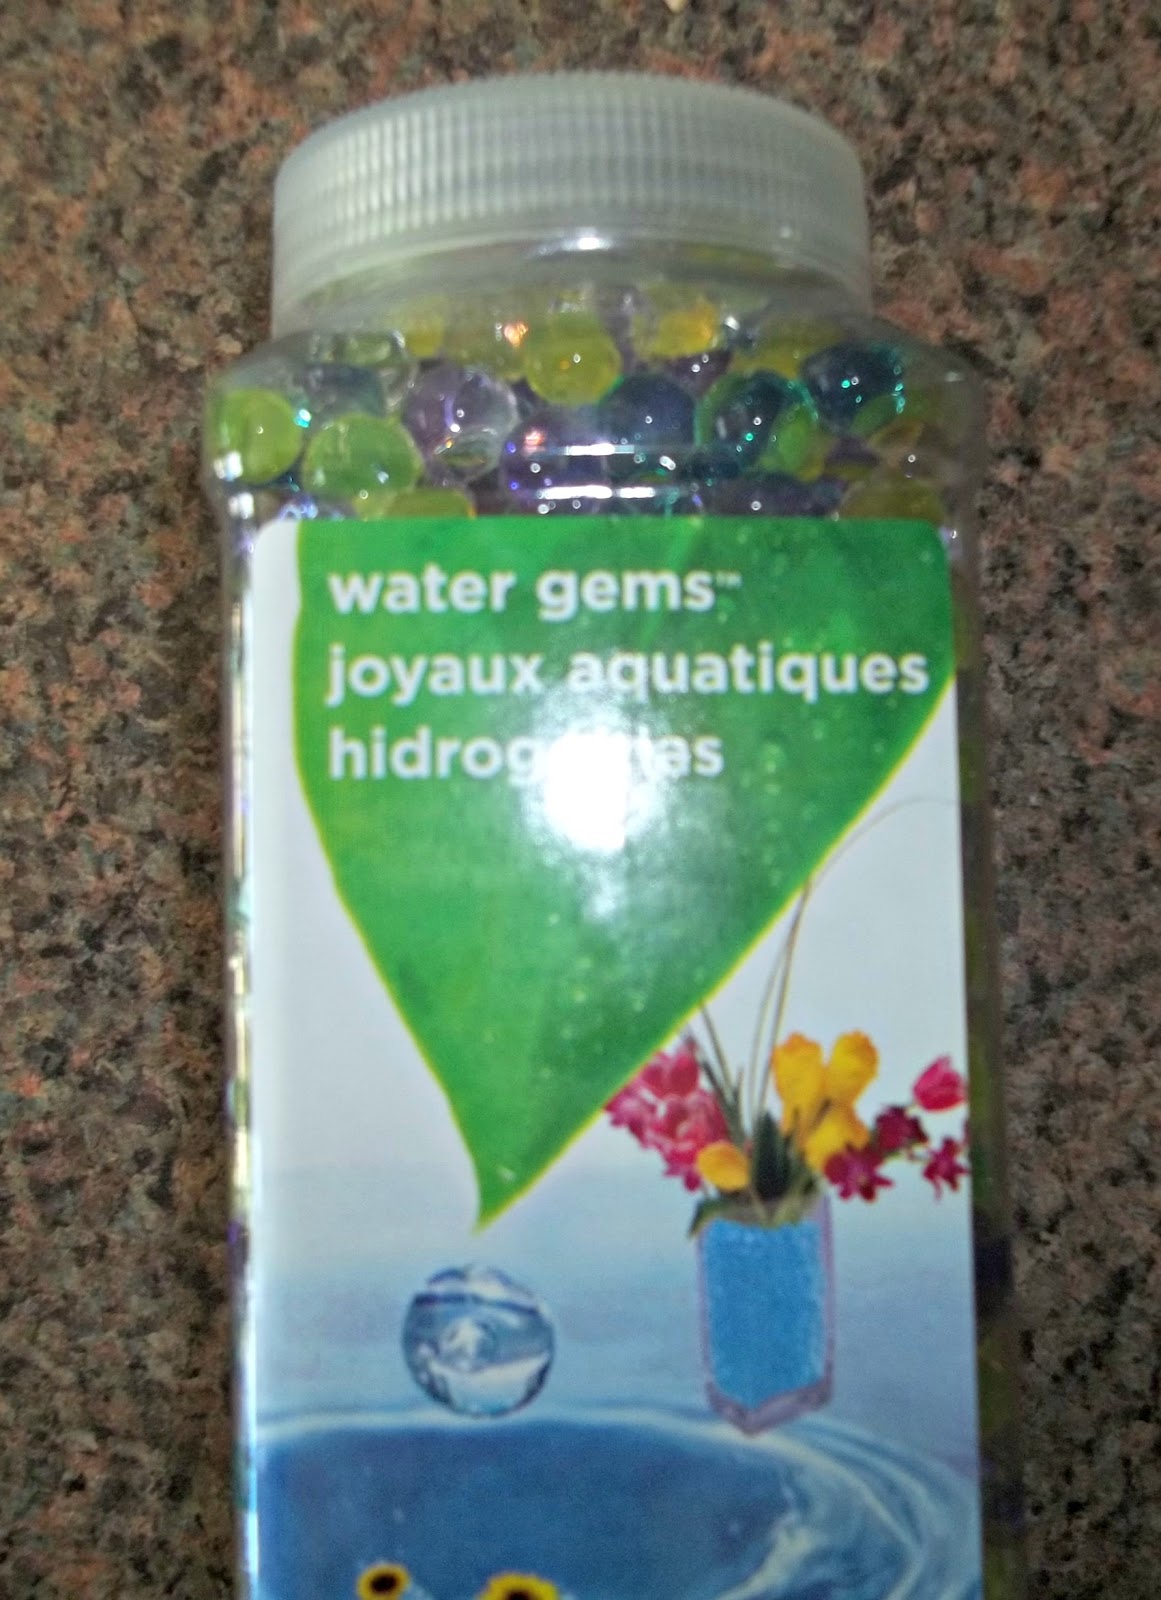 water gems™
joyaux aquatiques